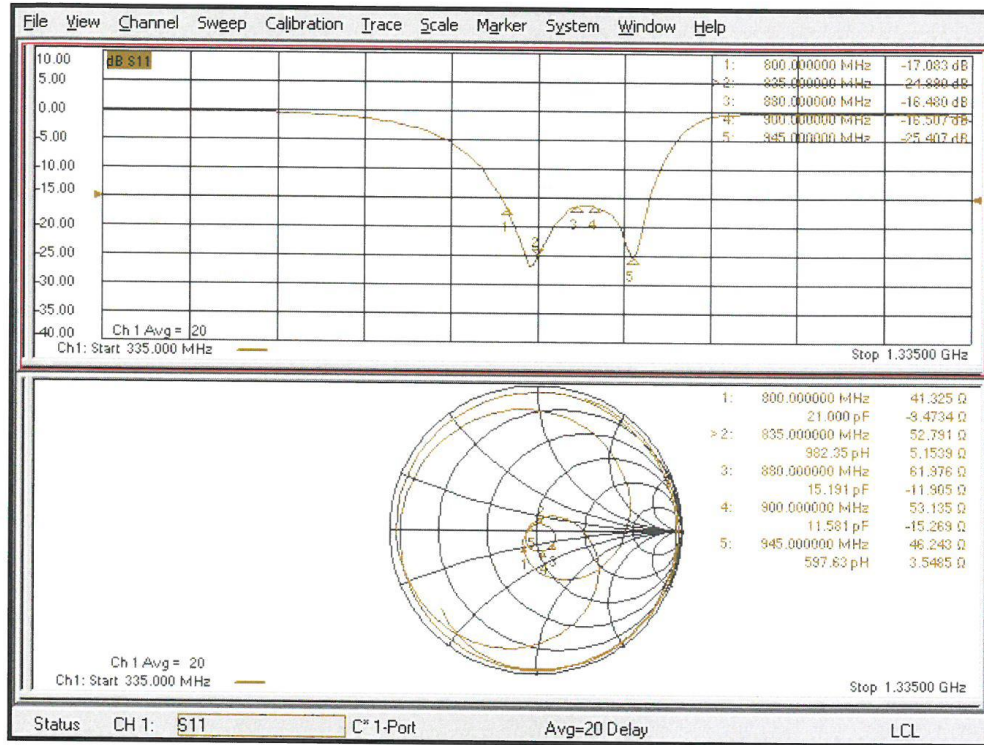 File View Channel Sweep Calibration Trace Scale Marker System Window Help
10.00
5.00
0.00
-5.00
-10.00
-15.00
-20.00
-25.00
-30.00
-35.00
-40.00
dB S11
1: 800.000000 MHz -17.083 dB
>2: 835.000000 MHz -24.880 dB
3: 880.000000 MHz -16.480 dB
4: 900.000000 MHz -16.507 dB
5: 945.000000 MHz -25.407 dB
1
2
3
4
5
Ch 1 Avg = 20
Ch1: Start 335.000 MHz
Stop 1.33500 GHz
1: 800.000000 MHz 41.325 Ω
21.000 pF -9.4734 Ω
>2: 835.000000 MHz 52.791 Ω
982.35 pH 5.1539 Ω
3: 880.000000 MHz 61.976 Ω
15.191 pF -11.905 Ω
4: 900.000000 MHz 53.135 Ω
11.581 pF -15.269 Ω
5: 945.000000 MHz 46.243 Ω
597.63 pH 3.5485 Ω
Ch 1 Avg = 20
Ch1: Start 335.000 MHz
Stop 1.33500 GHz
Status CH 1: S11 C* 1-Port Avg=20 Delay LCL